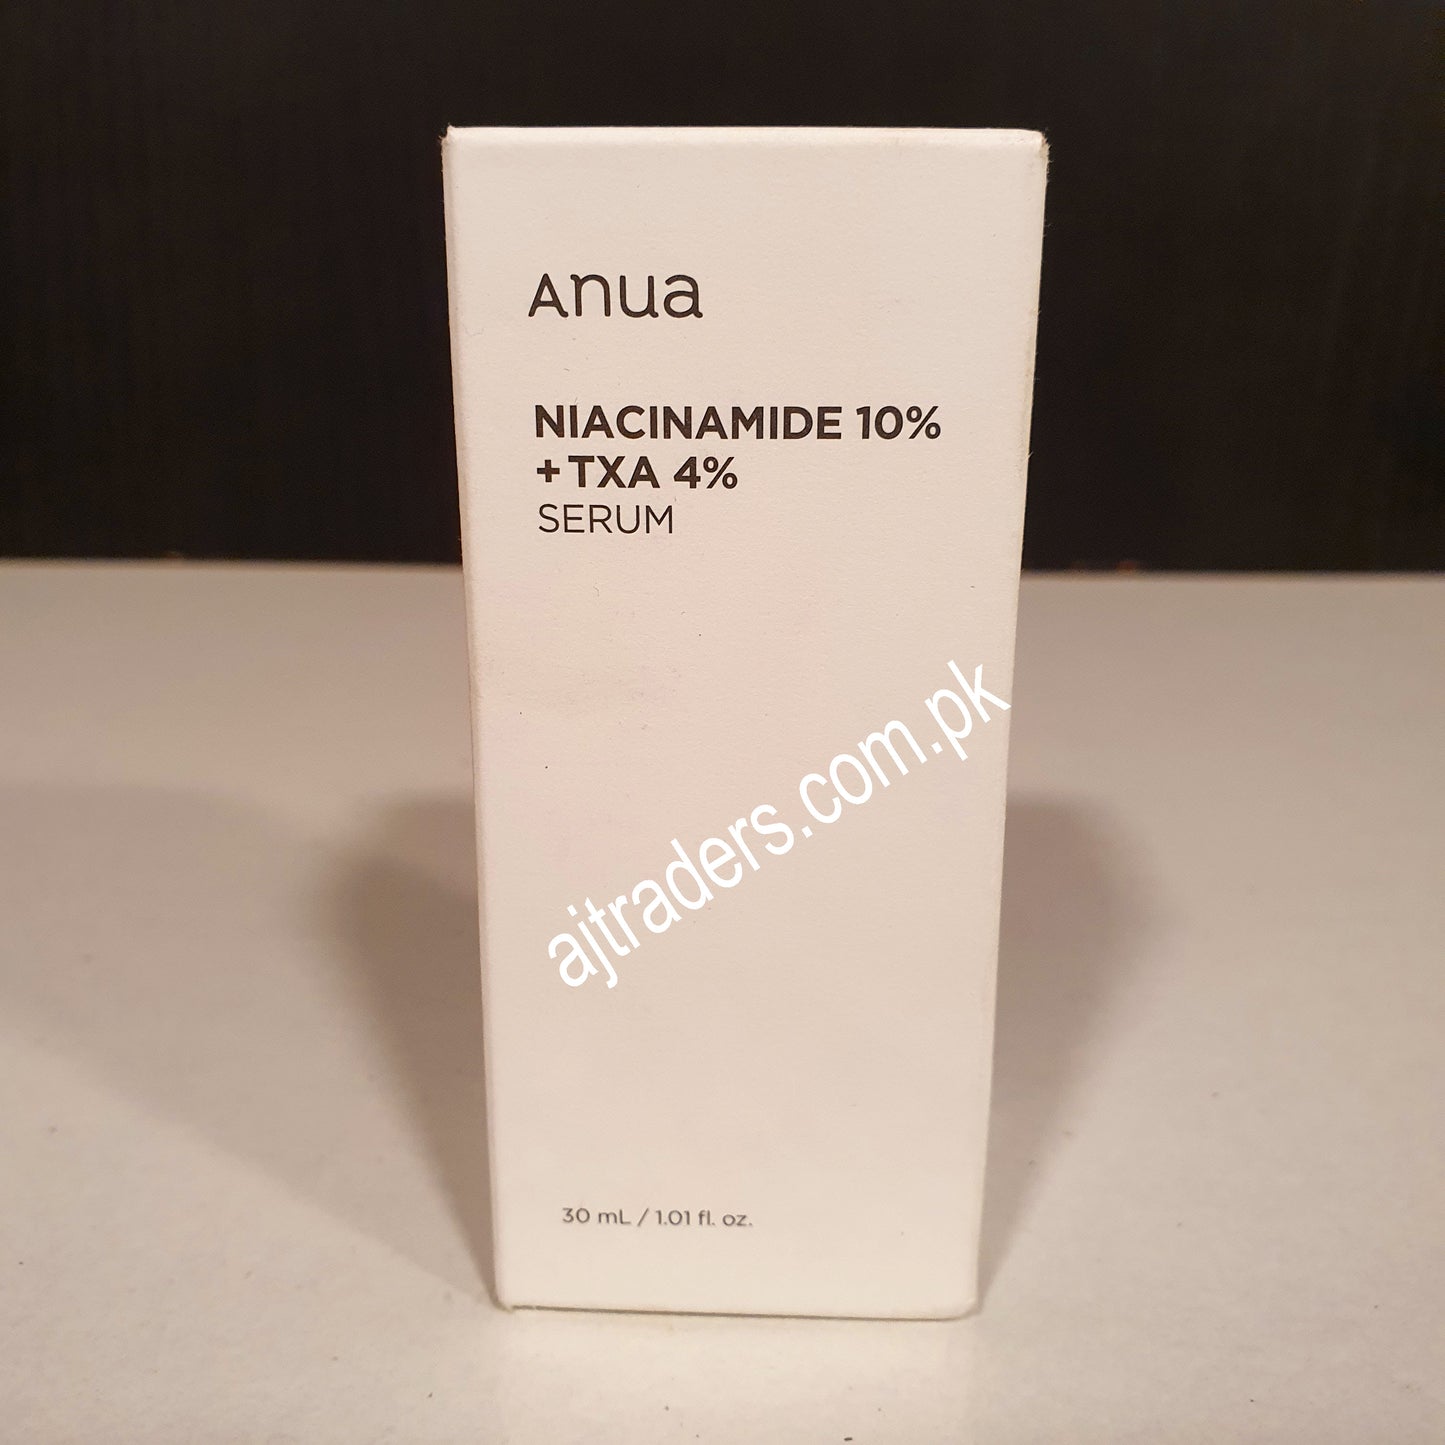 Anua
NIACINAMIDE 10%
+ TXA 4%
SERUM
ajtraders.com.pk
30 mL / 1.01 fl. oz.